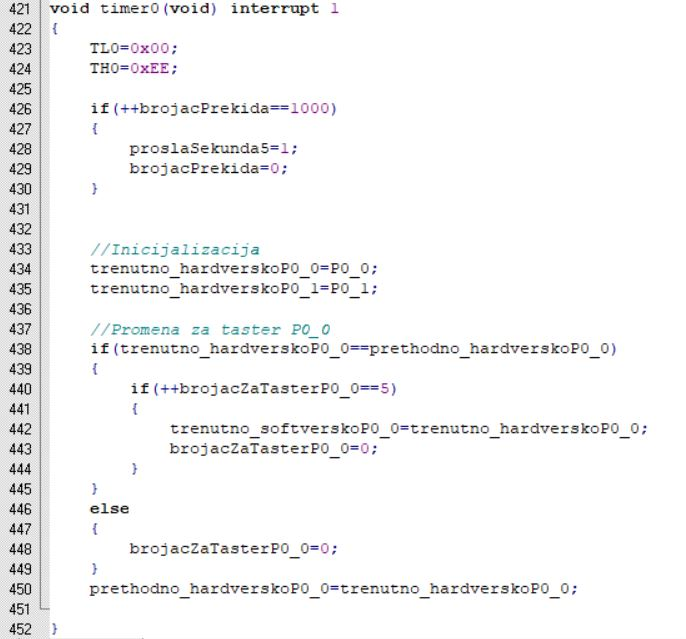 421 void timer0(void) interrupt 1
422 {
423 TL0=0x00;
424 TH0=0xEE;
425
426 if(++brojacPrekida==1000)
427 {
428 proslaSekunda5=1;
429 brojacPrekida=0;
430 }
431
432
433 //Inicijalizacija
434 trenutno_hardverskoP0_0=P0_0;
435 trenutno_hardverskoP0_1=P0_1;
436
437 //Promena za taster P0_0
438 if(trenutno_hardverskoP0_0==prethodno_hardverskoP0_0)
439 {
440 if(++brojacZaTasterP0_0==5)
441 {
442 trenutno_softverskoP0_0=trenutno_hardverskoP0_0;
443 brojacZaTasterP0_0=0;
444 }
445 }
446 else
447 {
448 brojacZaTasterP0_0=0;
449 }
450 prethodno_hardverskoP0_0=trenutno_hardverskoP0_0;
451
452 }